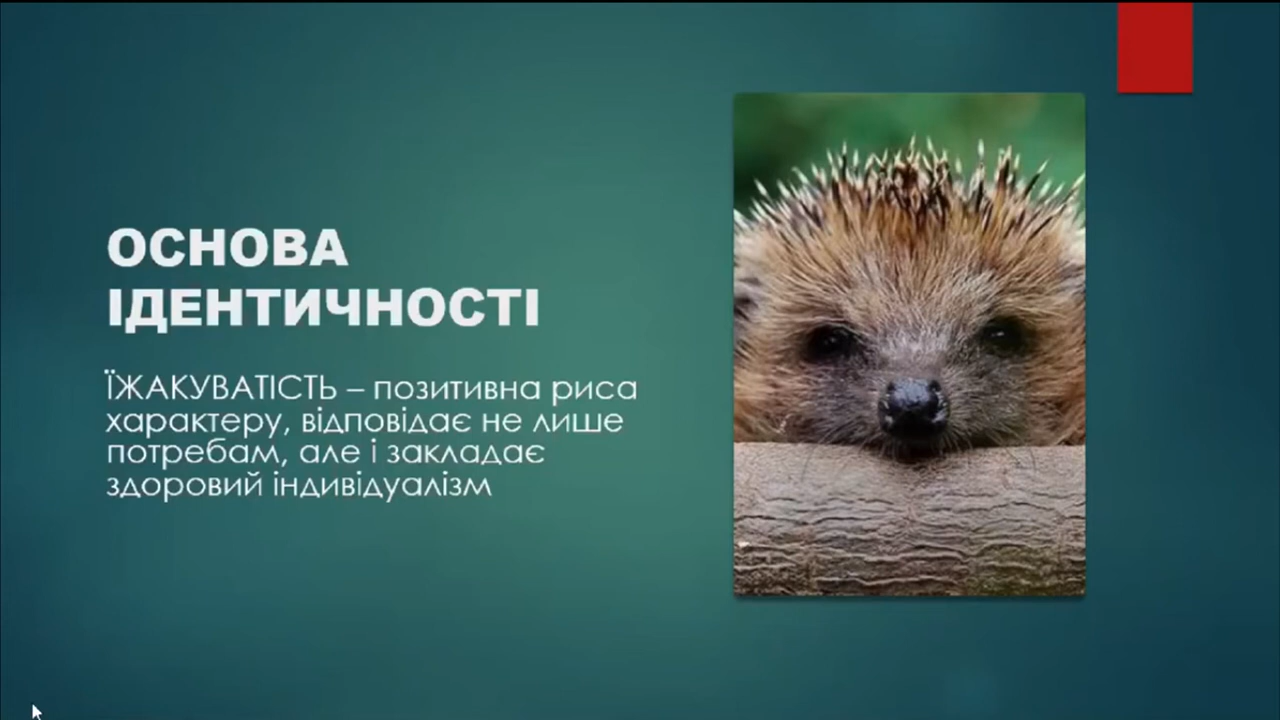 ОСНОВА
ІДЕНТИЧНОСТІ
ЇЖАКУВАТІСТЬ – позитивна риса
характеру, відповідає не лише
потребам, але і закладає
здоровий індивідуалізм